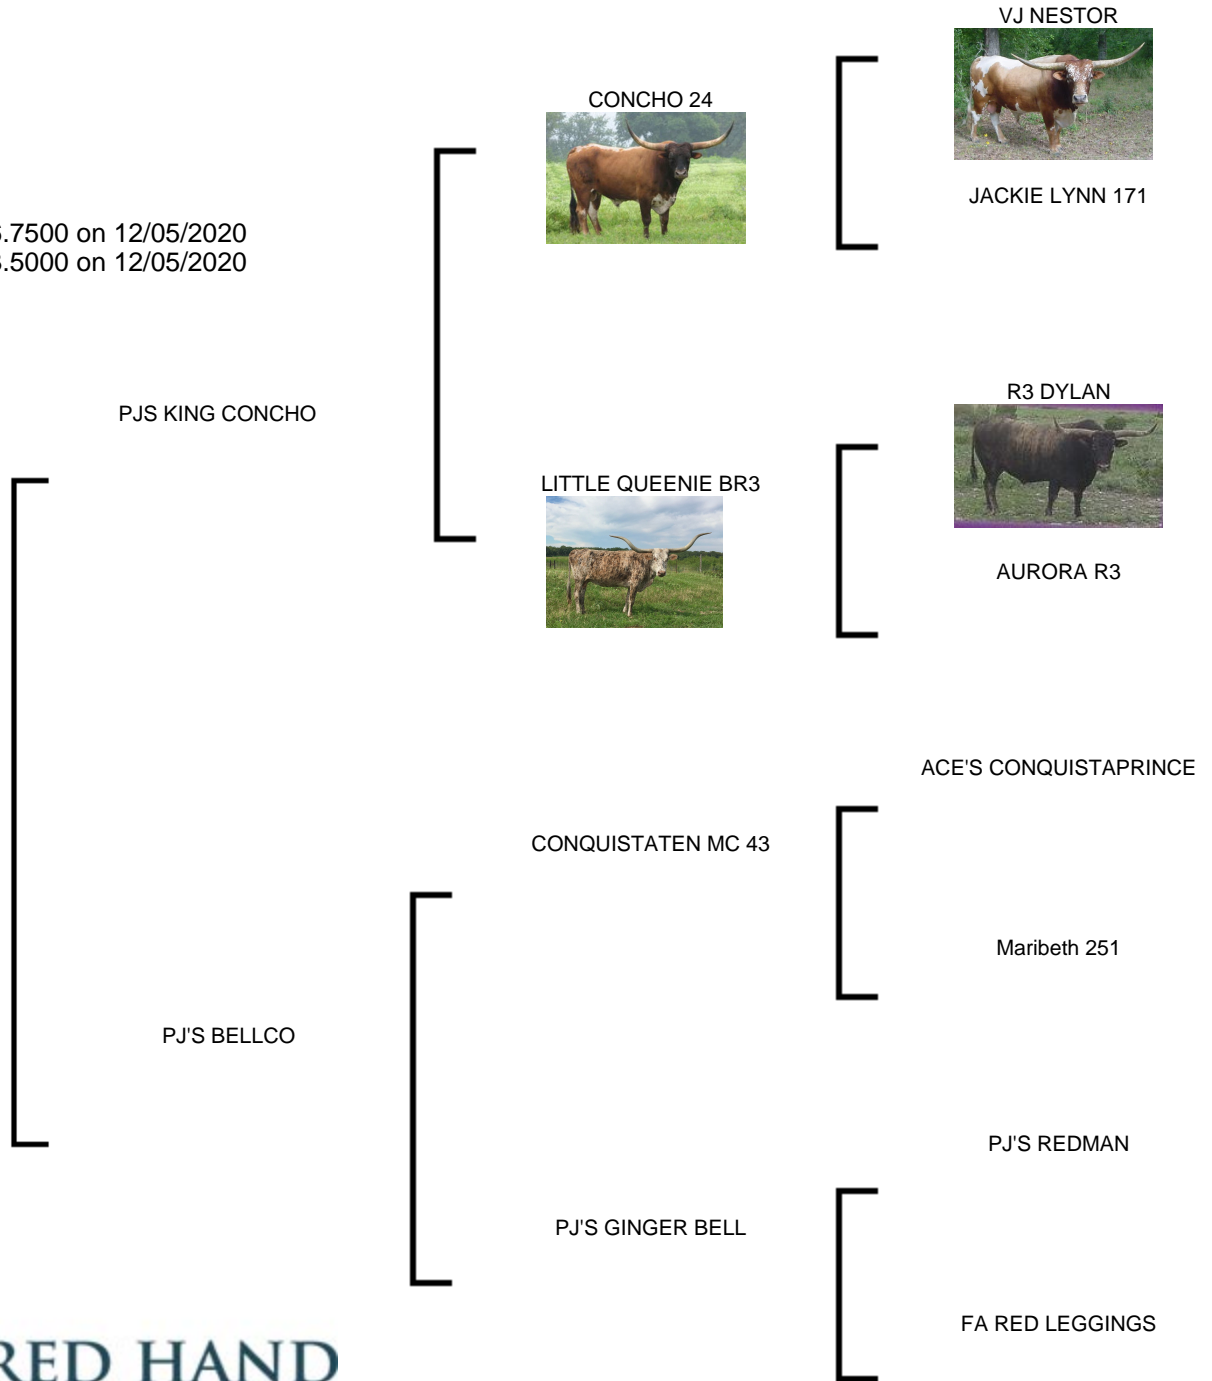 VJ NESTOR
CONCHO 24
JACKIE LYNN 171
.7500 on 12/05/2020
.5000 on 12/05/2020
R3 DYLAN
PJS KING CONCHO
LITTLE QUEENIE BR3
AURORA R3
ACE'S CONQUISTAPRINCE
CONQUISTATEN MC 43
Maribeth 251
PJ'S BELLCO
PJ'S REDMAN
PJ'S GINGER BELL
FA RED LEGGINGS
RED HAND